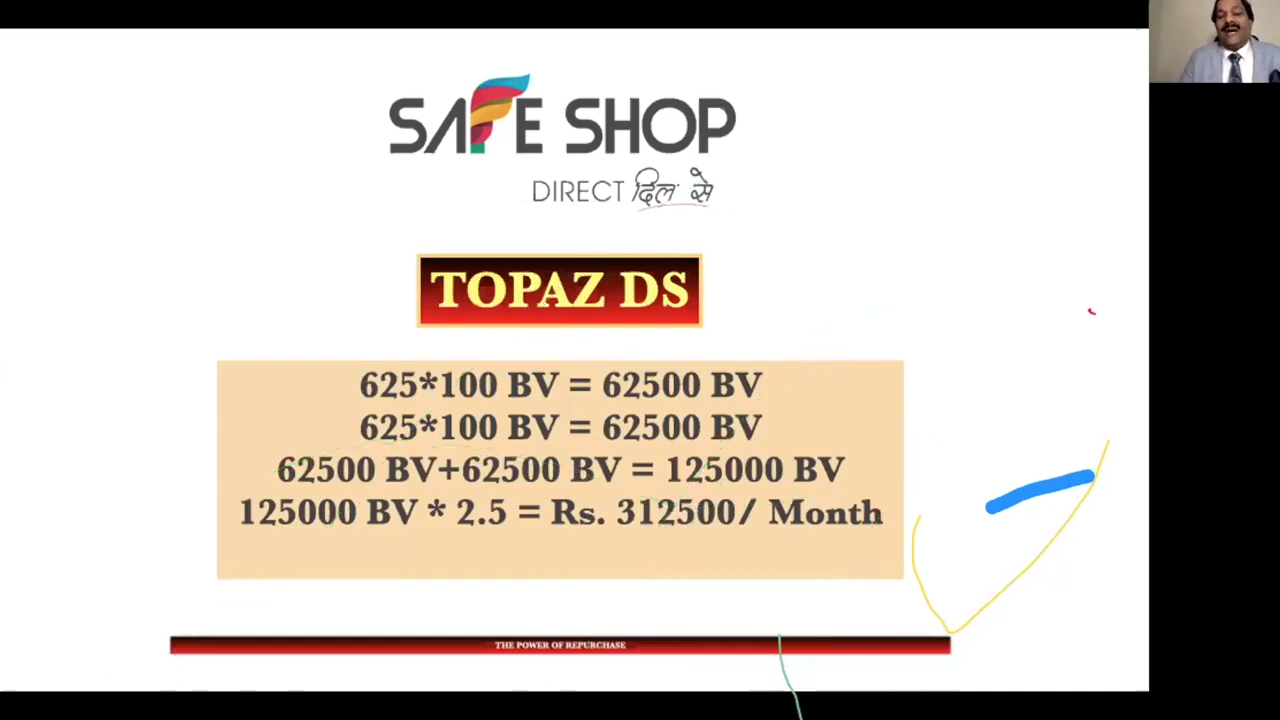 SAFE SHOP
DIRECT दिल से
TOPAZ DS
625*100 BV = 62500 BV
625*100 BV = 62500 BV
62500 BV+62500 BV = 125000 BV
125000 BV * 2.5 = Rs. 312500/ Month
THE POWER OF REPURCHASE